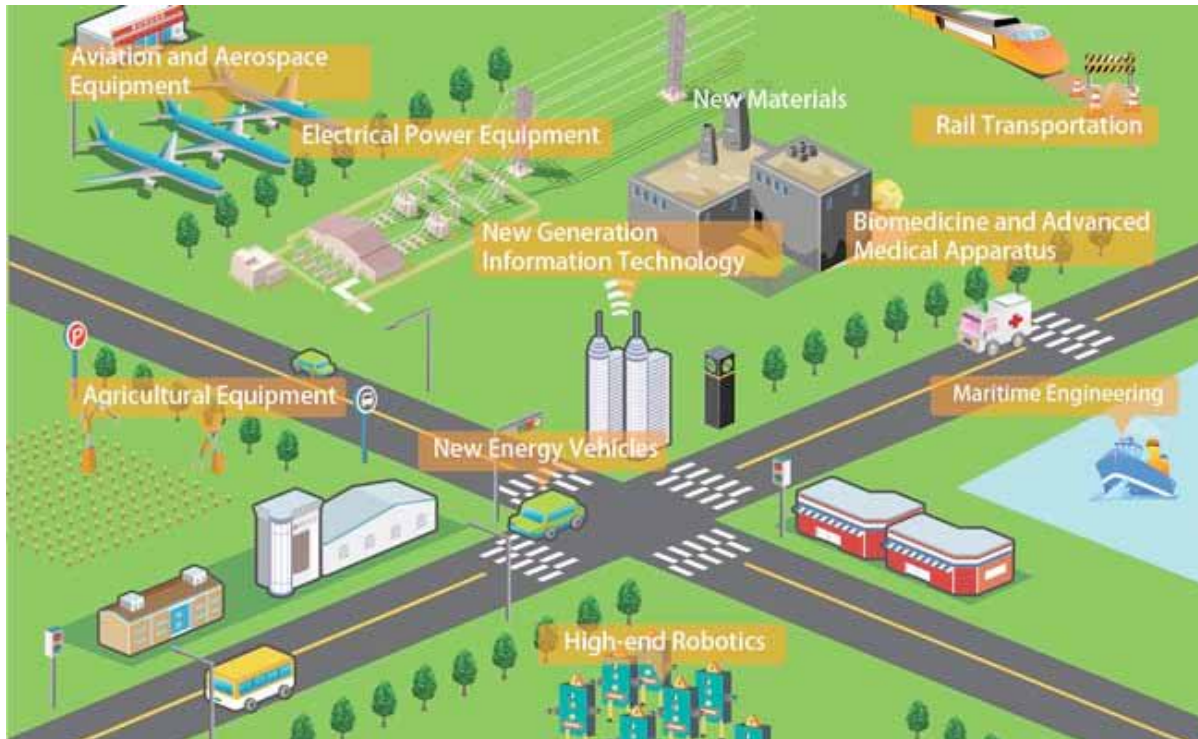 Aviation and Aerospace
Equipment
Electrical Power Equipment
New Materials
Rail Transportation
New Generation
Information Technology
Biomedicine and Advanced
Medical Apparatus
Agricultural Equipment
Maritime Engineering
New Energy Vehicles
High-end Robotics
P